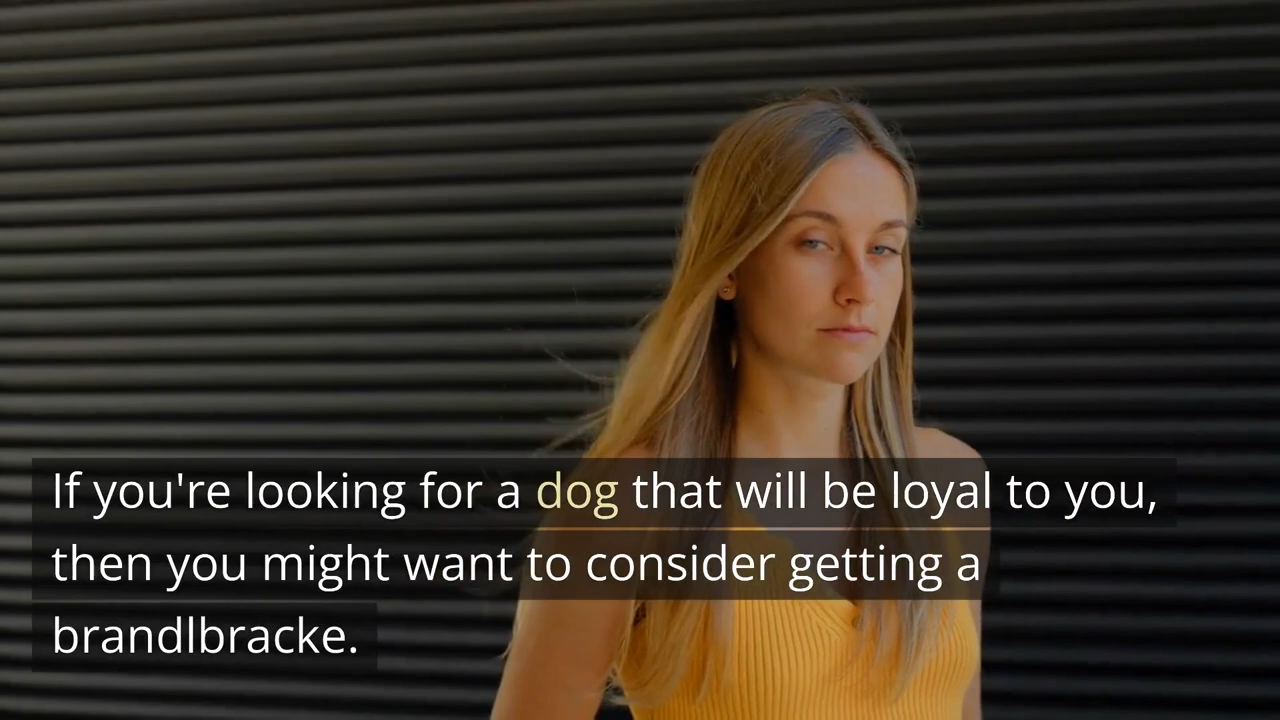 If you're looking for a dog that will be loyal to you,
then you might want to consider getting a
brandlbracke.